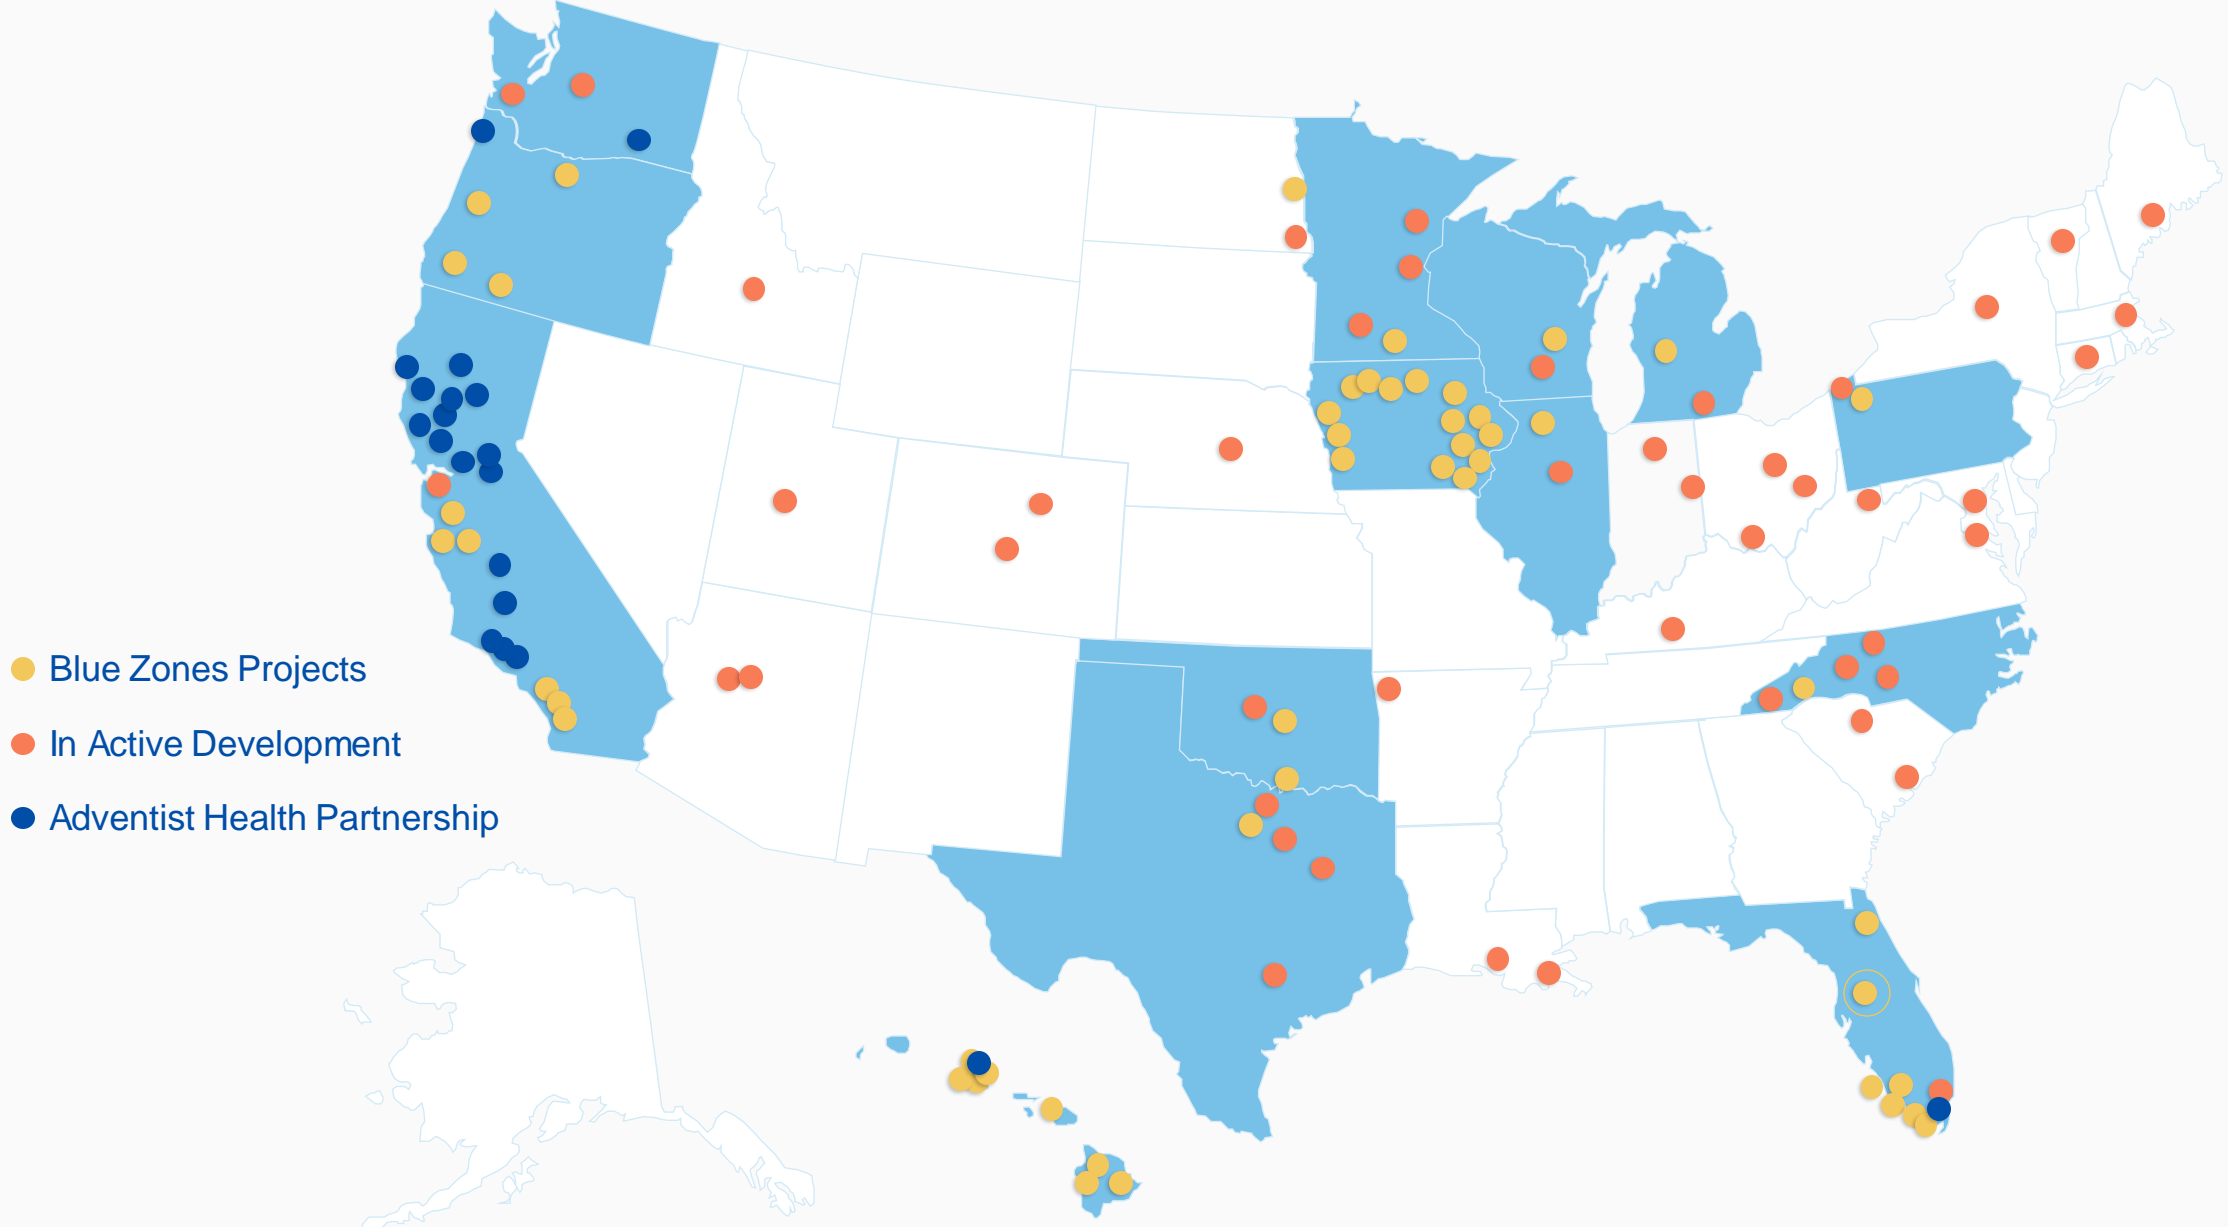 Blue Zones Projects
In Active Development
Adventist Health Partnership